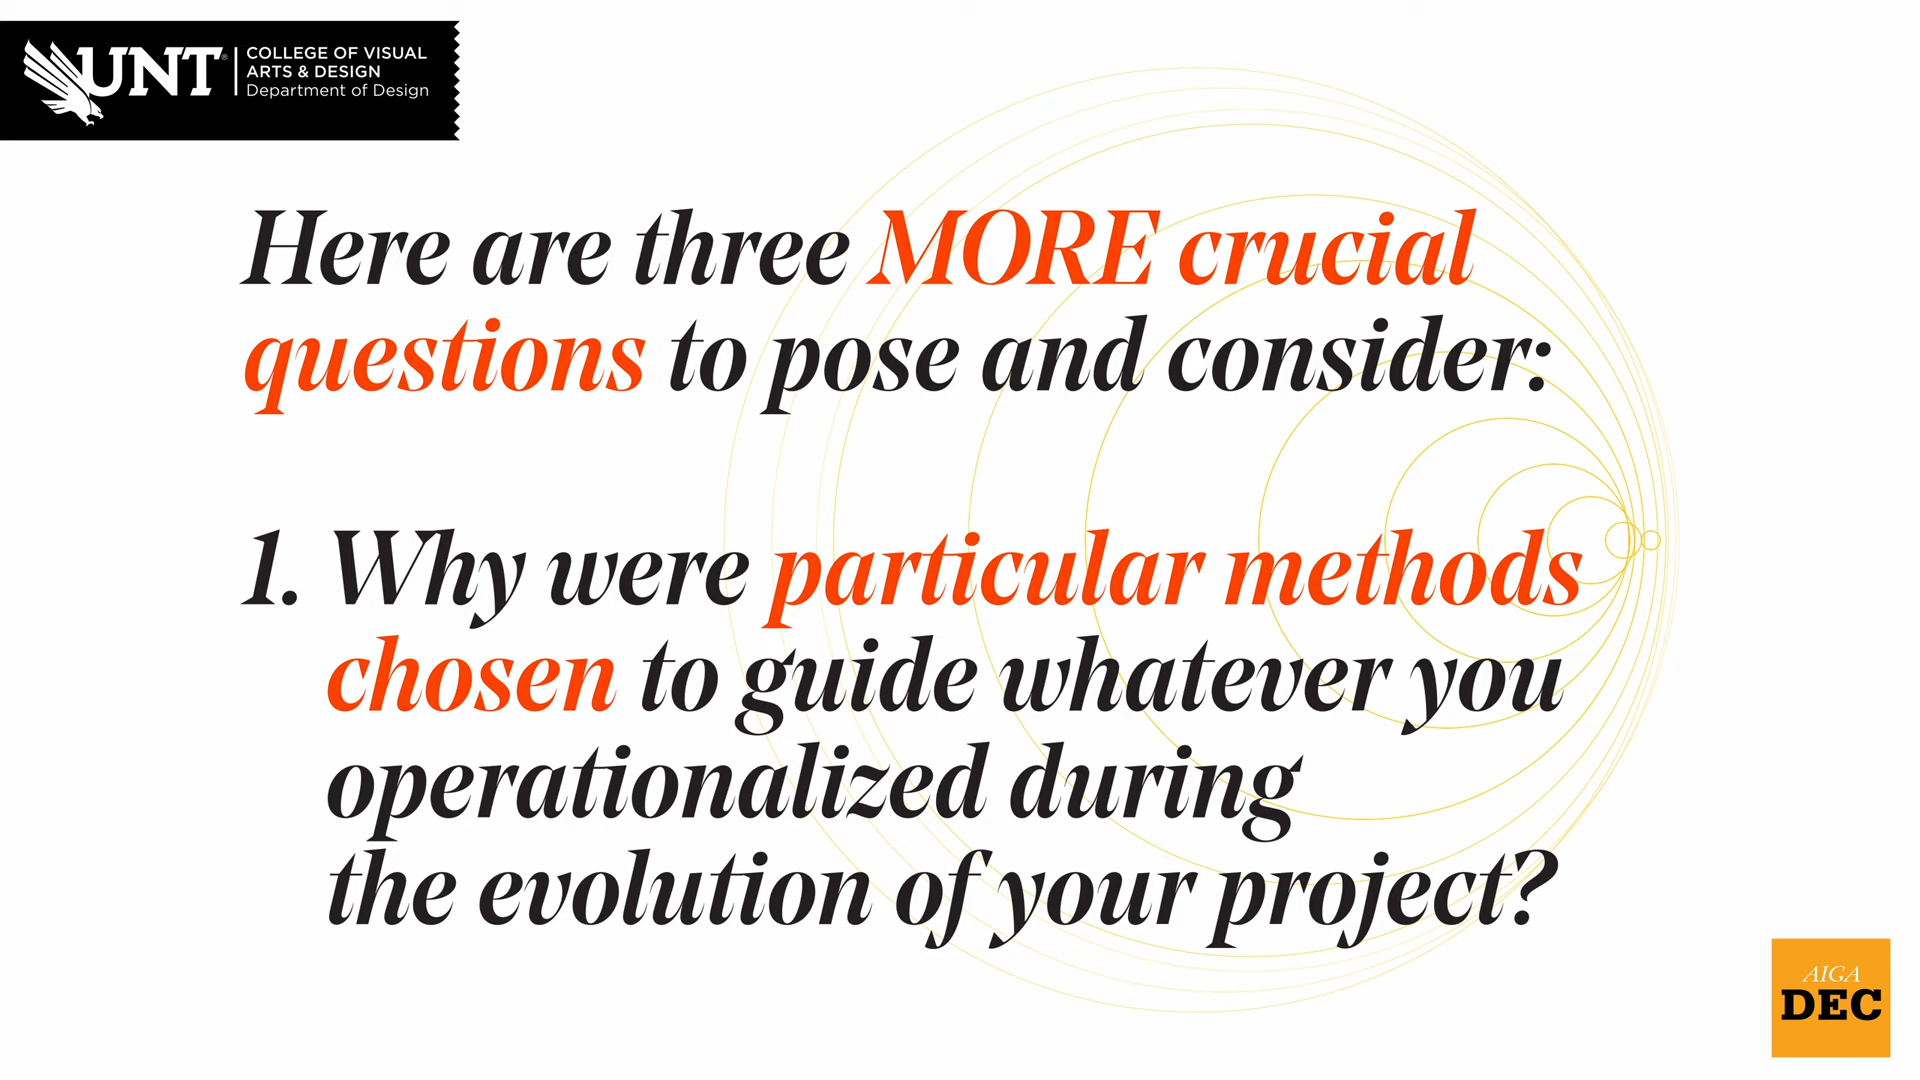 UNT®
COLLEGE OF VISUAL
ARTS & DESIGN
Department of Design
Here are three MORE crucial
questions to pose and consider:
1. Why were particular methods
chosen to guide whatever you
operationalized during
the evolution of your project?
AIGA
DEC